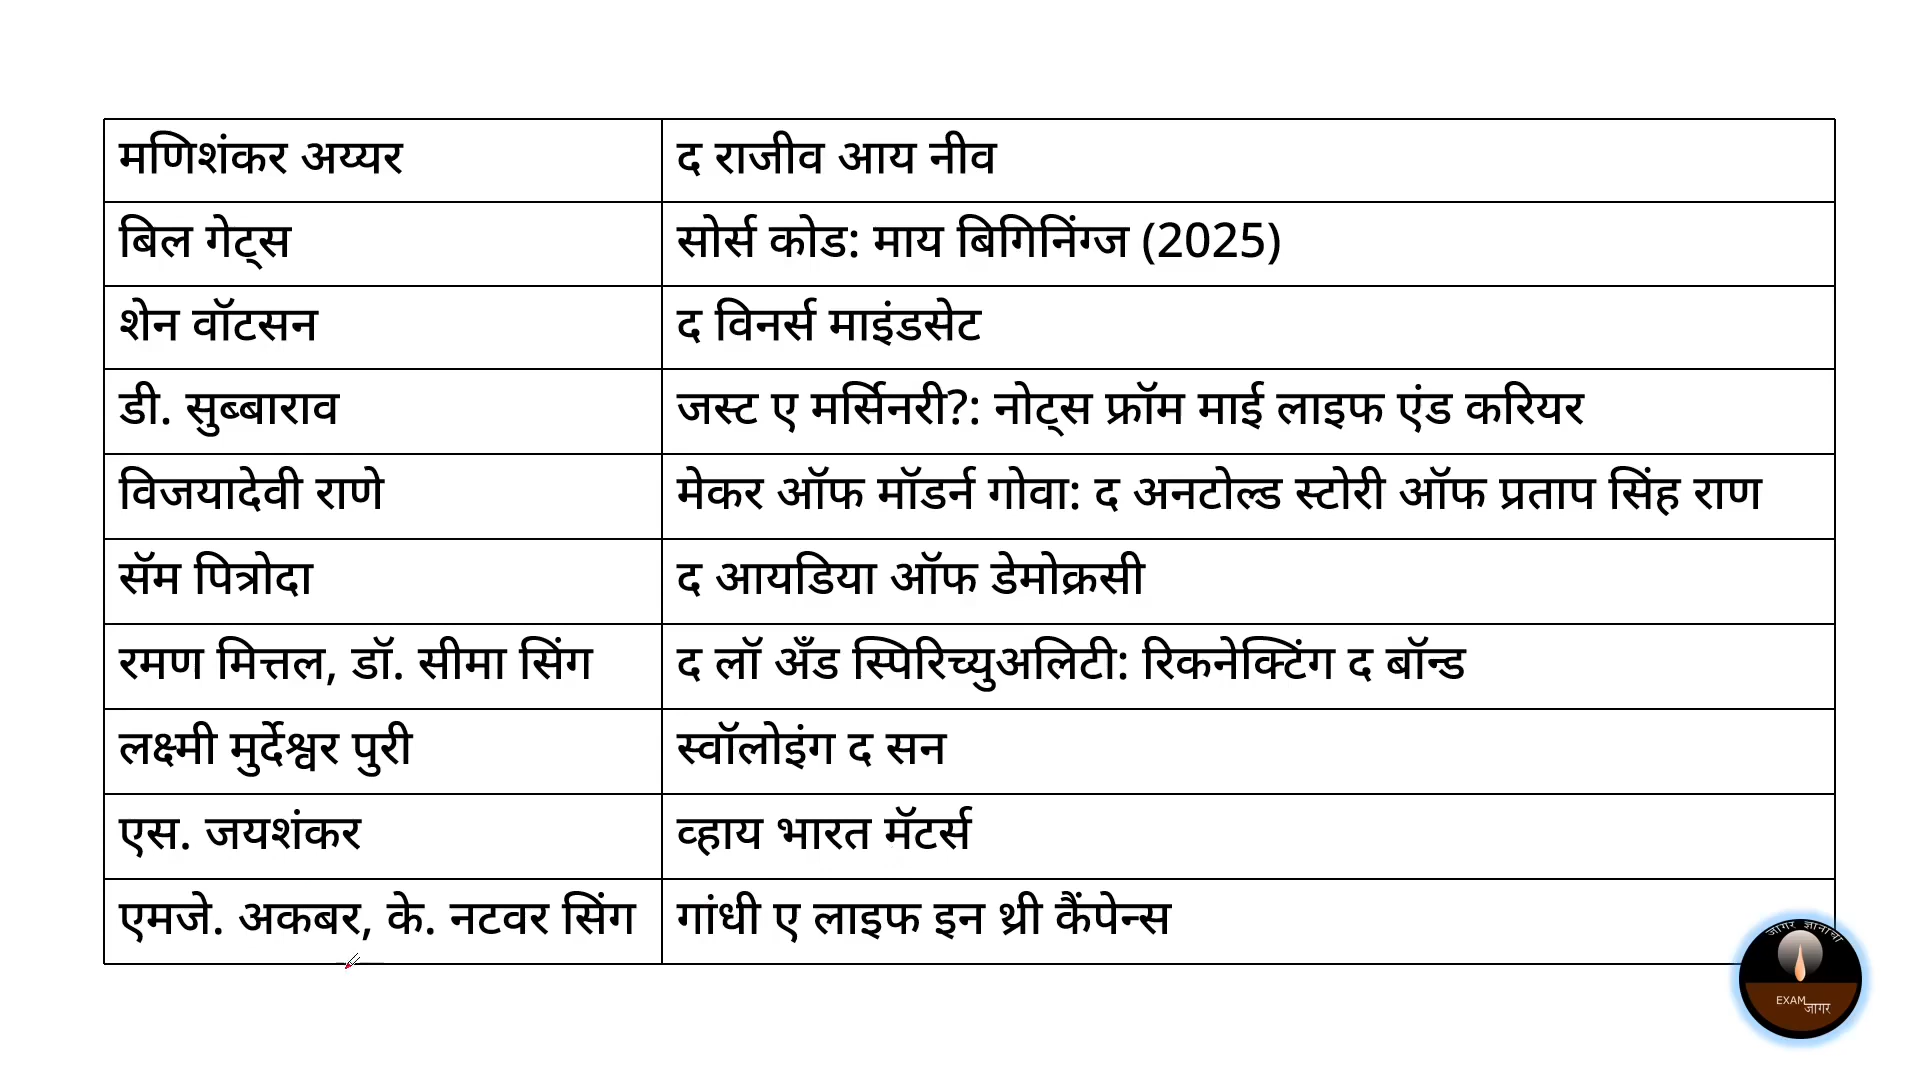 मणिशंकर अय्यर द राजीव आय नीव
बिल गेट्स सोर्स कोड: माय बिगिनिंग्ज (2025)
शेन वॉटसन द विनर्स माइंडसेट
डी. सुब्बाराव जस्ट ए मर्सिनरी?: नोट्स फ्रॉम माई लाइफ एंड करियर
विजयादेवी राणे मेकर ऑफ मॉडर्न गोवा: द अनटोल्ड स्टोरी ऑफ प्रताप सिंह राण
सॅम पित्रोदा द आयडिया ऑफ डेमोक्रसी
रमण मित्तल, डॉ. सीमा सिंग द लॉ अँड स्पिरिच्युअलिटी: रिकनेक्टिंग द बॉन्ड
लक्ष्मी मुर्देश्वर पुरी स्वॉलोइंग द सन
एस. जयशंकर व्हाय भारत मॅटर्स
एमजे. अकबर, के. नटवर सिंग गांधी ए लाइफ इन थ्री कैंपेन्स
जागर ज्ञानाचा
EXAM
जागर